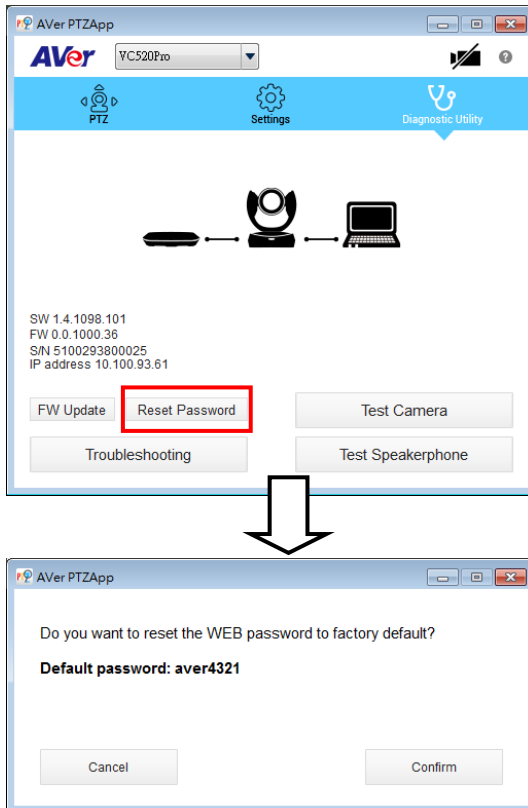 AVer PTZApp
AVer VC520Pro
PTZ Settings Diagnostic Utility
SW 1.4.1098.101
FW 0.0.1000.36
S/N 5100293800025
IP address 10.100.93.61
FW Update Reset Password Test Camera
Troubleshooting Test Speakerphone
AVer PTZApp
Do you want to reset the WEB password to factory default?
Default password: aver4321
Cancel Confirm